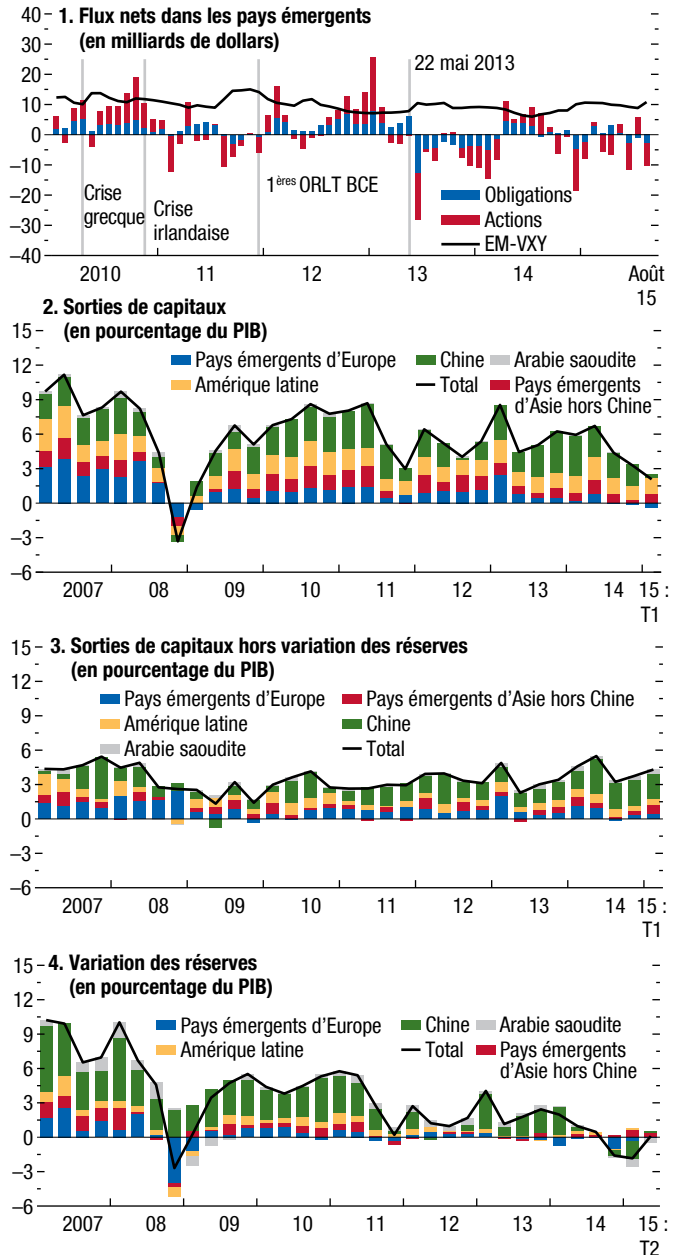 1. Flux nets dans les pays émergents
(en milliards de dollars)
40
30
20
10
0
–10
–20
–30
–40
22 mai 2013
Crise
grecque
Crise
irlandaise
1ères ORLT BCE
Obligations
Actions
EM-VXY
2010 11 12 13 14 Août
15
2. Sorties de capitaux
(en pourcentage du PIB)
15
12
9
6
3
0
–3
–6
Pays émergents d’Europe
Amérique latine
Chine
Total
Arabie saoudite
Pays émergents
d’Asie hors Chine
2007 08 09 10 11 12 13 14 15 :
T1
3. Sorties de capitaux hors variation des réserves
(en pourcentage du PIB)
15
12
9
6
3
0
–3
–6
Pays émergents d’Europe
Amérique latine
Arabie saoudite
Pays émergents d’Asie hors Chine
Chine
Total
2007 08 09 10 11 12 13 14 15 :
T1
4. Variation des réserves
(en pourcentage du PIB)
15
12
9
6
3
0
–3
–6
Pays émergents d’Europe
Amérique latine
Chine
Total
Arabie saoudite
Pays émergents
d’Asie hors Chine
2007 08 09 10 11 12 13 14 15 :
T2